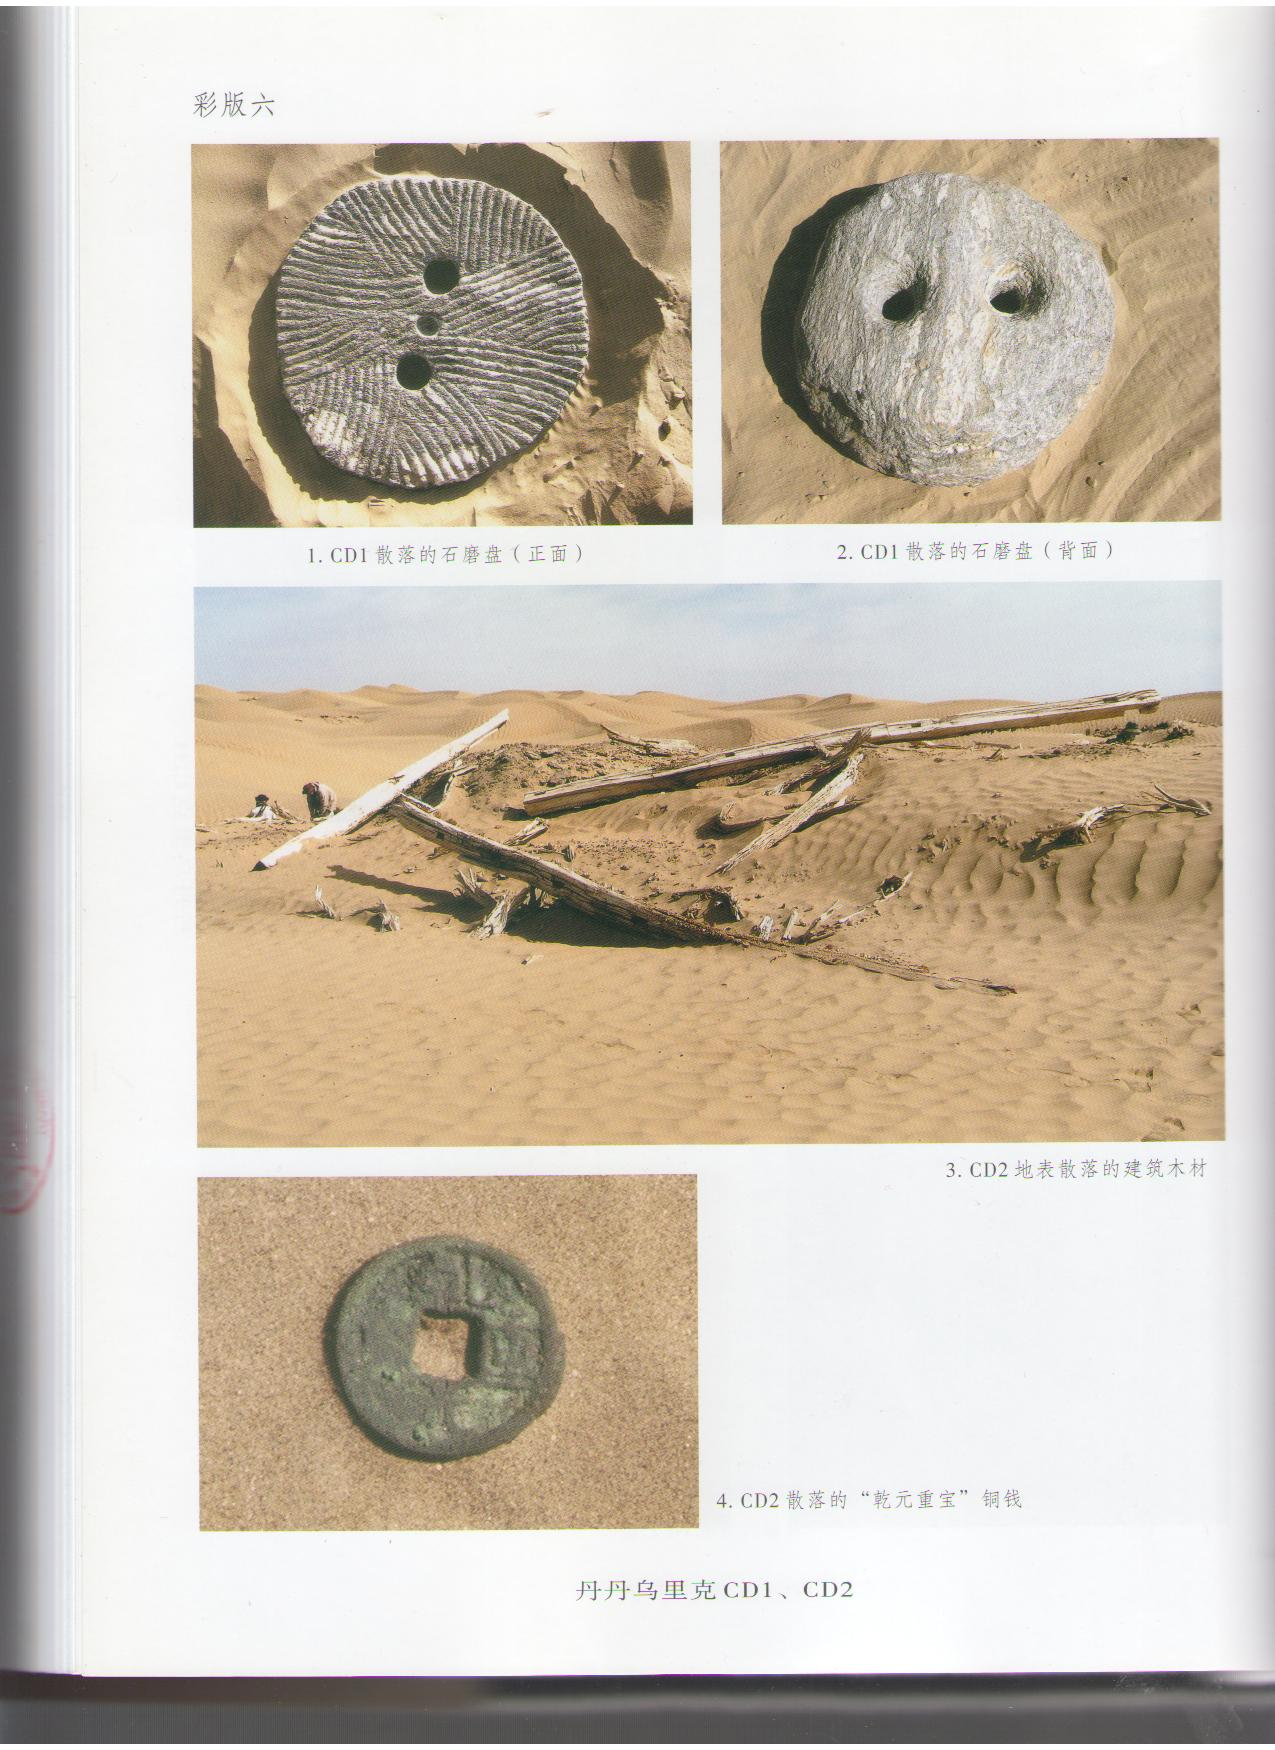 彩版六
1. CD1 散落的石磨盘（正面）
2. CD1 散落的石磨盘（背面）
3. CD2 地表散落的建筑木材
4. CD2 散落的“乾元重宝”铜钱
丹丹乌里克 CD1、CD2